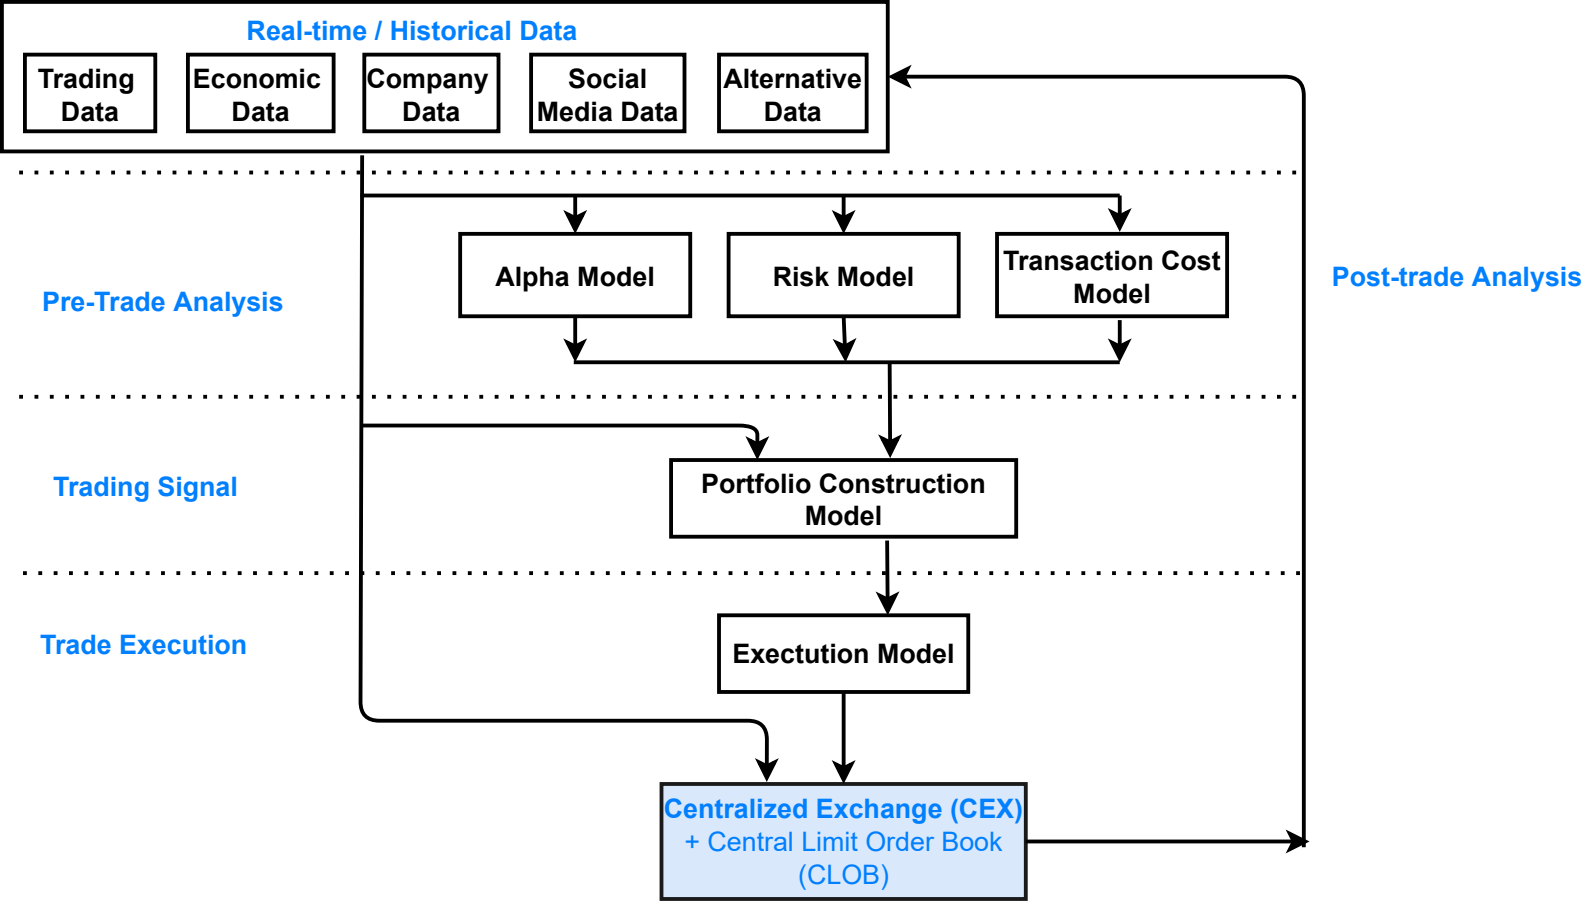 Real-time / Historical Data
Trading
Data
Economic
Data
Company
Data
Social
Media Data
Alternative
Data
Pre-Trade Analysis
Alpha Model
Risk Model
Transaction Cost
Model
Post-trade Analysis
Trading Signal
Portfolio Construction
Model
Trade Execution
Exectution Model
Centralized Exchange (CEX)
+ Central Limit Order Book
(CLOB)